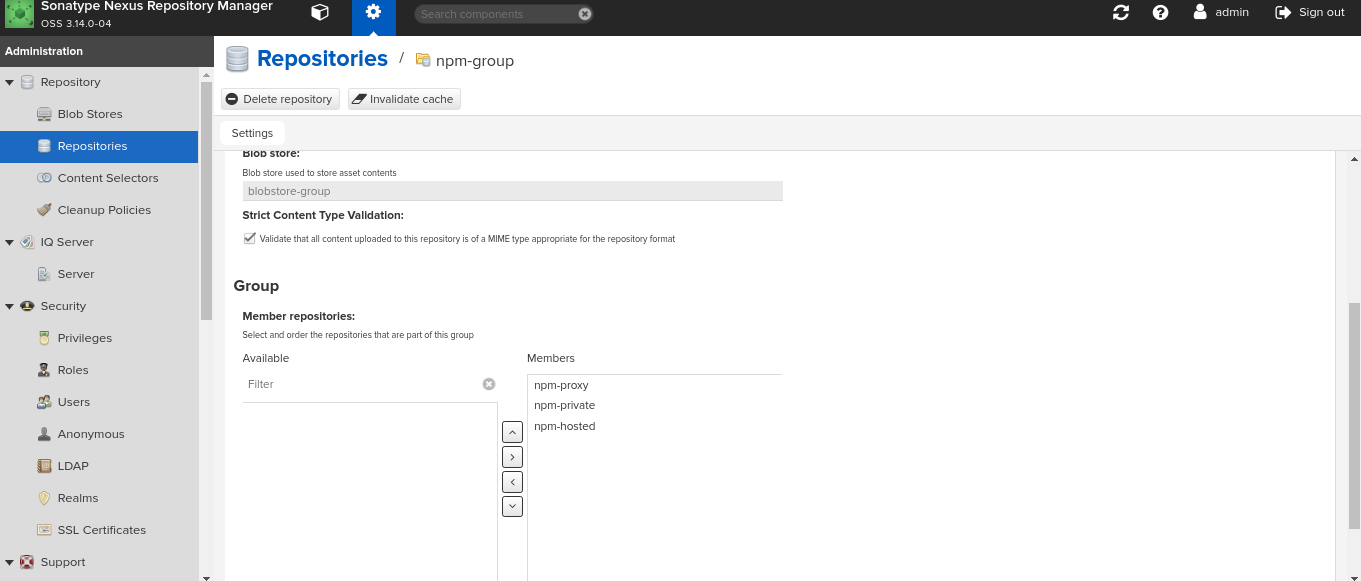 Sonatype Nexus Repository Manager
OSS 3.14.0-04
Search components
admin
Sign out
Administration
Repository
Blob Stores
Repositories
Content Selectors
Cleanup Policies
IQ Server
Server
Security
Privileges
Roles
Users
Anonymous
LDAP
Realms
SSL Certificates
Support
Repositories / npm-group
Delete repository
Invalidate cache
Settings
Blob store:
Blob store used to store asset contents
blobstore-group
Strict Content Type Validation:
Validate that all content uploaded to this repository is of a MIME type appropriate for the repository format
Group
Member repositories:
Select and order the repositories that are part of this group
Available
Filter
Members
npm-proxy
npm-private
npm-hosted